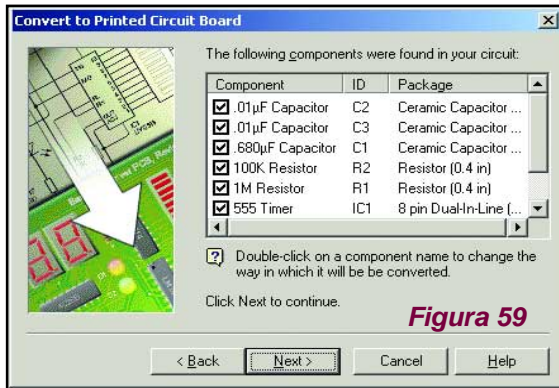 Convert to Printed Circuit Board
The following components were found in your circuit:
Component ID Package
.01µF Capacitor C2 Ceramic Capacitor ...
.01µF Capacitor C3 Ceramic Capacitor ...
.680µF Capacitor C1 Ceramic Capacitor ...
100K Resistor R2 Resistor (0.4 in)
1M Resistor R1 Resistor (0.4 in)
555 Timer IC1 8 pin Dual-In-Line (...
Double-click on a component name to change the
way in which it will be be converted.
Click Next to continue.
Figura 59
< Back Next > Cancel Help